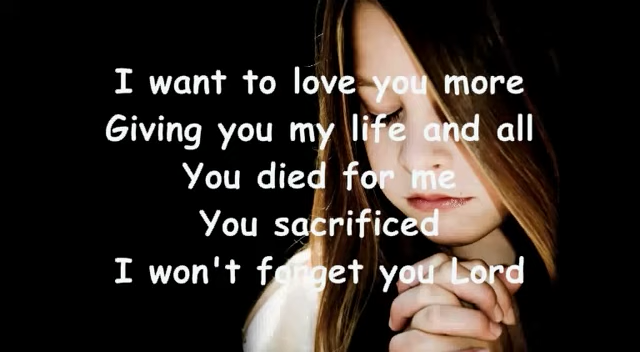 I want to love you more
Giving you my life and all
You died for me
You sacrificed
I won't forget you Lord